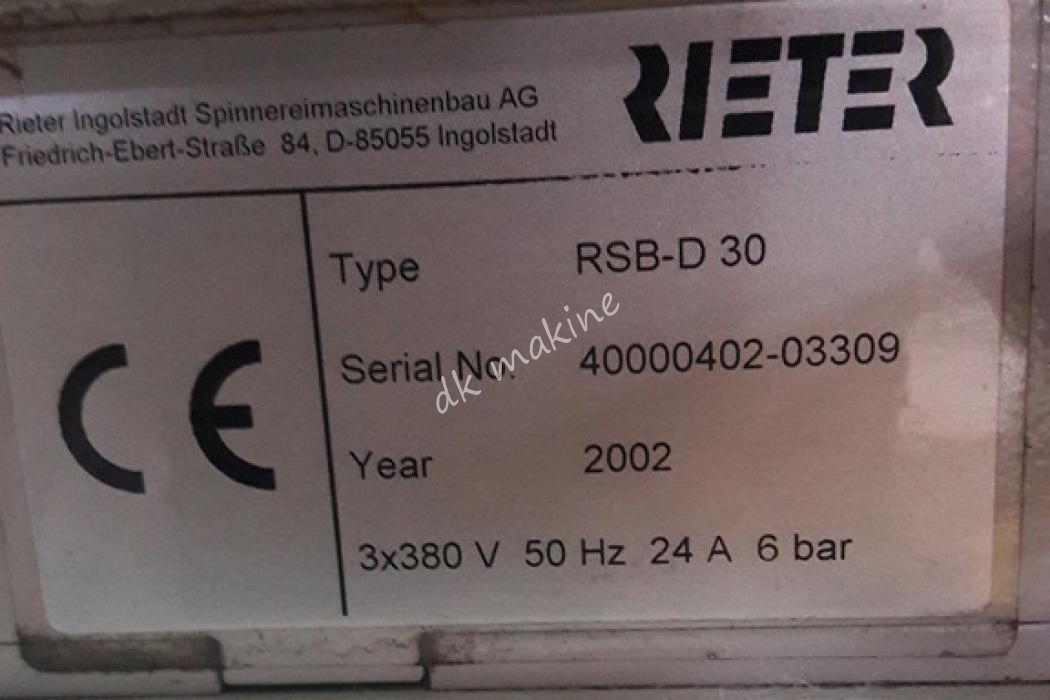 RIETER
Rieter Ingolstadt Spinnereimaschinenbau AG
Friedrich-Ebert-Straße 84, D-85055 Ingolstadt
CE
Type RSB-D 30
Serial No. 40000402-03309
dk makine
Year 2002
3x380 V 50 Hz 24 A 6 bar